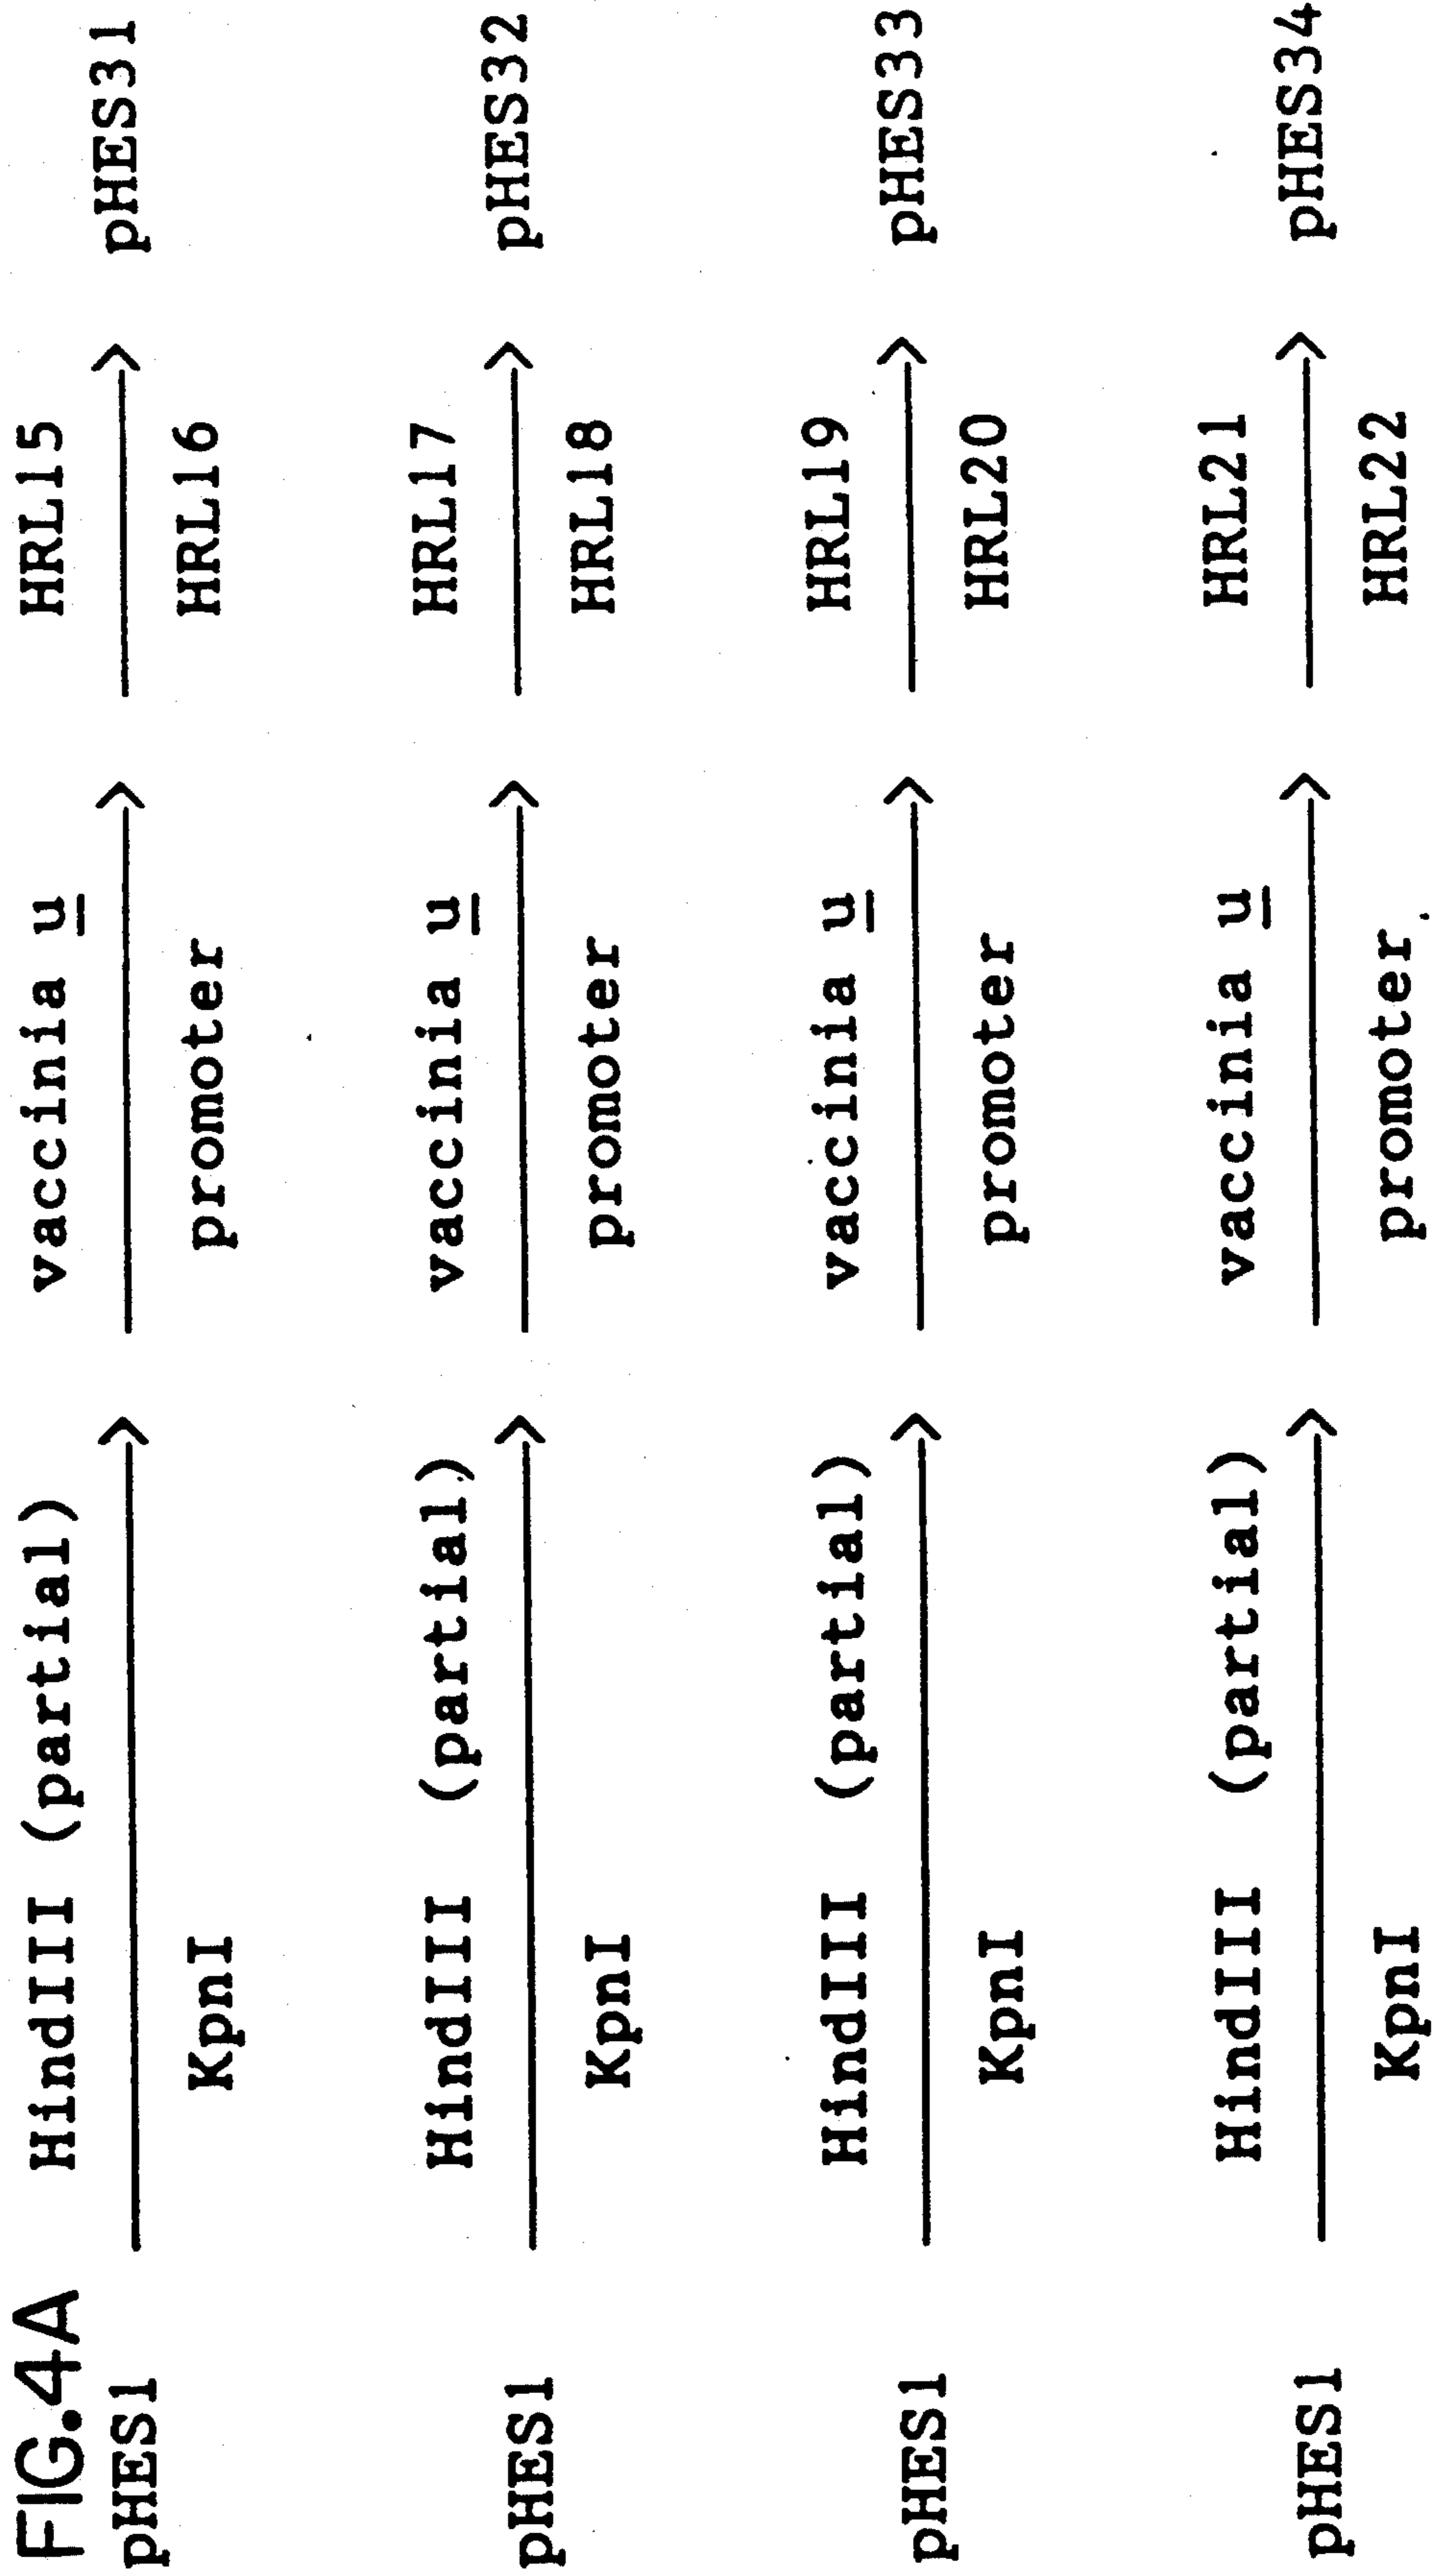 FIG.4A
HindIII (partial) vaccinia u HRL15
pHES1 > > > pHES31
KpnI promoter HRL16
HindIII (partial) vaccinia u HRL17
pHES1 > > > pHES32
KpnI promoter HRL18
HindIII (partial) vaccinia u HRL19
pHES1 > > > pHES33
KpnI promoter HRL20
HindIII (partial) vaccinia u HRL21
pHES1 > > > pHES34
KpnI promoter HRL22